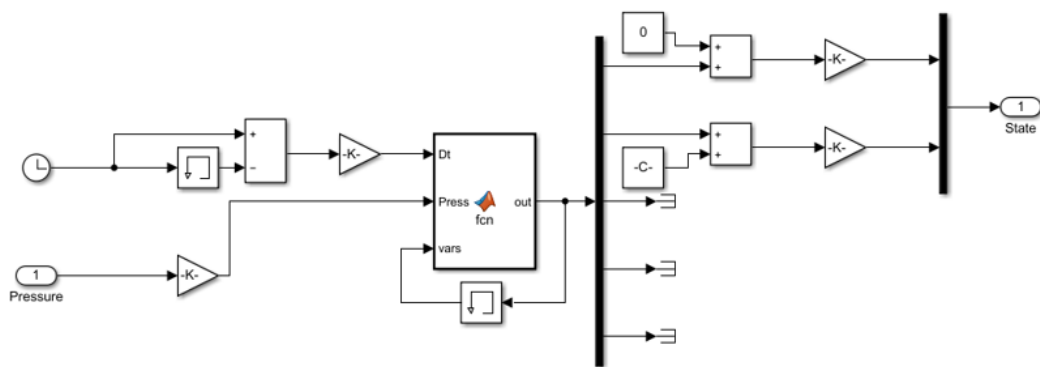 0
+
+
-K-
1
State
+
−
-K-
Dt
Press
fcn
out
vars
+
+
-C-
-K-
1
Pressure
-K-